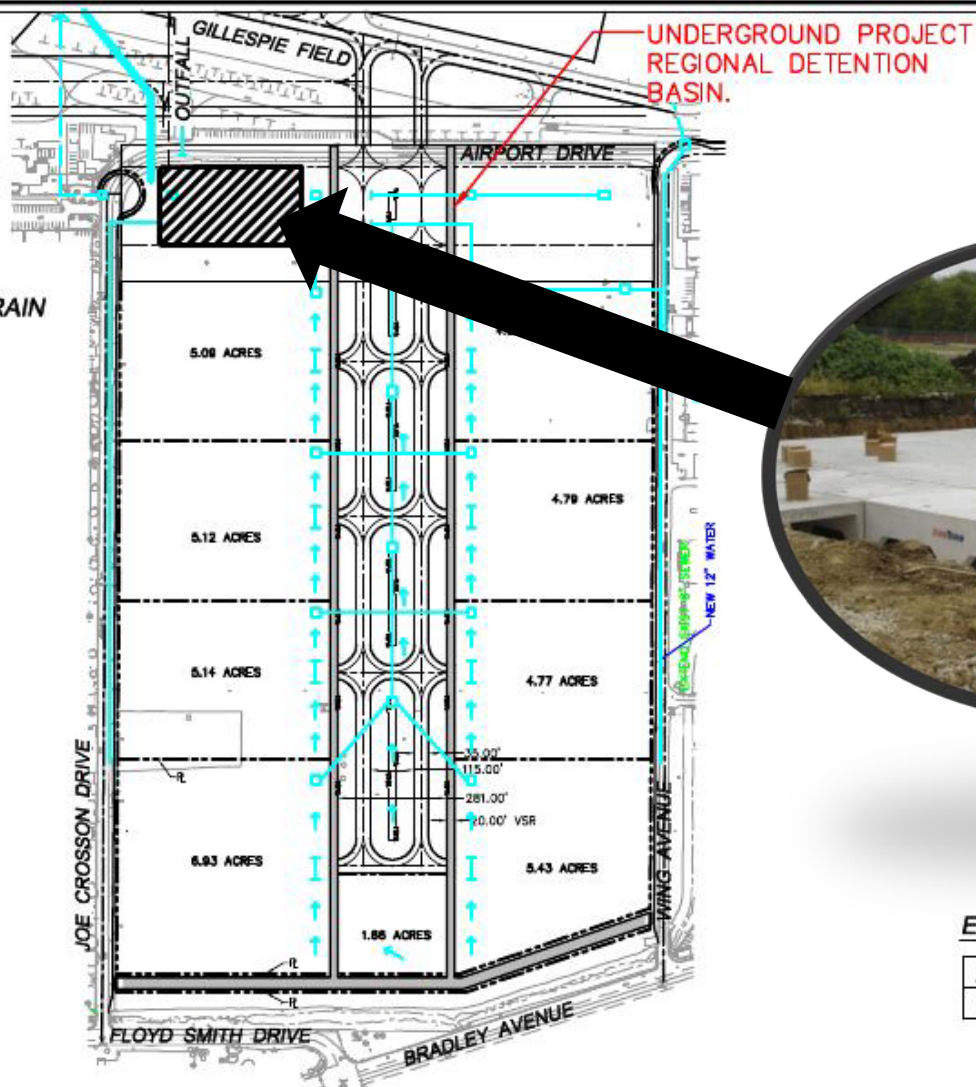 GILLESPIE FIELD
UNDERGROUND PROJECT
REGIONAL DETENTION
BASIN.
OUTFALL
AIRPORT DRIVE
RAIN
5.09 ACRES
5.12 ACRES
4.79 ACRES
NEW 12" WATER
5.14 ACRES
4.77 ACRES
35.00'
115.00'
281.00'
20.00' VSR
JOE CROSSON DRIVE
WING AVENUE
6.93 ACRES
5.43 ACRES
1.86 ACRES
FLOYD SMITH DRIVE
BRADLEY AVENUE
E